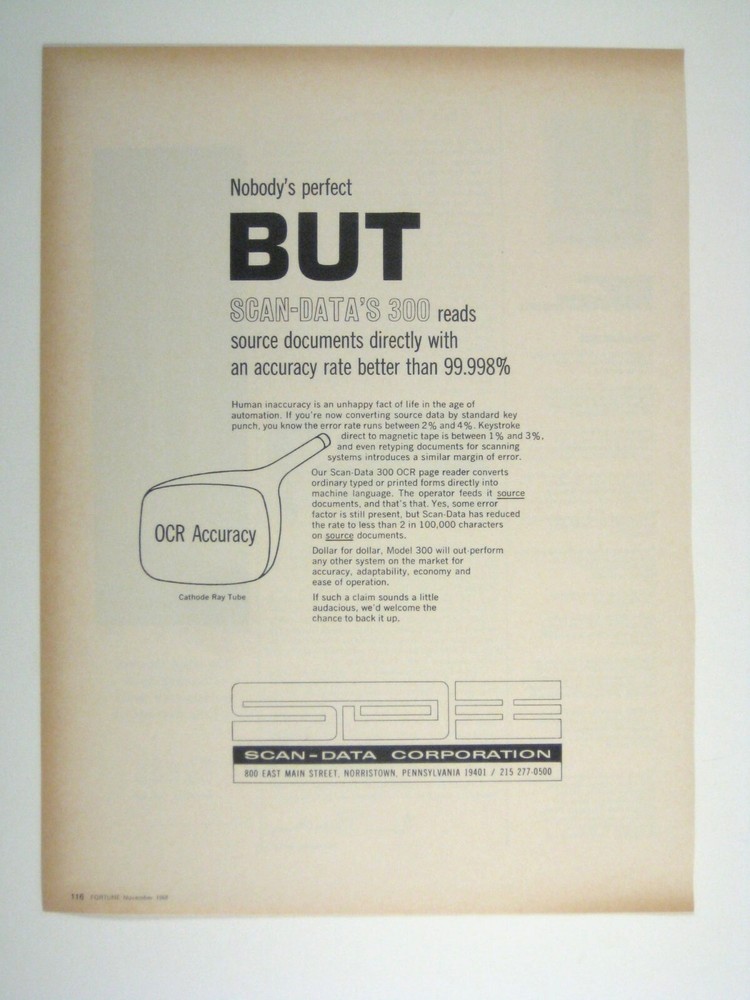 Nobody's perfect
BUT
SCAN-DATA'S 300 reads
source documents directly with
an accuracy rate better than 99.998%
Human inaccuracy is an unhappy fact of life in the age of
automation. If you're now converting source data by standard key
punch, you know the error rate runs between 2% and 4%. Keystroke
direct to magnetic tape is between 1% and 3%,
and even retyping documents for scanning
systems introduces a similar margin of error.
Our Scan-Data 300 OCR page reader converts
ordinary typed or printed forms directly into
machine language. The operator feeds it source
documents, and that's that. Yes, some error
factor is still present, but Scan-Data has reduced
the rate to less than 2 in 100,000 characters
on source documents.
Dollar for dollar, Model 300 will out-perform
any other system on the market for
accuracy, adaptability, economy and
ease of operation.
If such a claim sounds a little
audacious, we'd welcome the
chance to back it up.
OCR Accuracy
Cathode Ray Tube
SCAN-DATA CORPORATION
800 EAST MAIN STREET, NORRISTOWN, PENNSYLVANIA 19401 / 215 277-0500
116 FORTUNE November